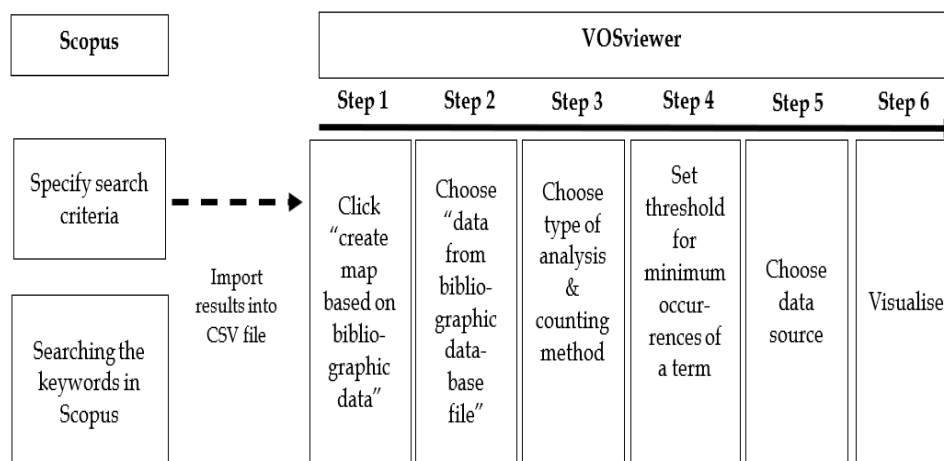 Scopus
VOSviewer
Step 1
Step 2
Step 3
Step 4
Step 5
Step 6
Specify search
criteria
Searching the
keywords in
Scopus
Import
results into
CSV file
Click
“create
map
based on
biblio-
graphic
data”
Choose
“data
from
biblio-
graphic
data-
base
file”
Choose
type of
analysis
&
counting
method
Set
threshold
for
minimum
occur-
rences of
a term
Choose
data
source
Visualise